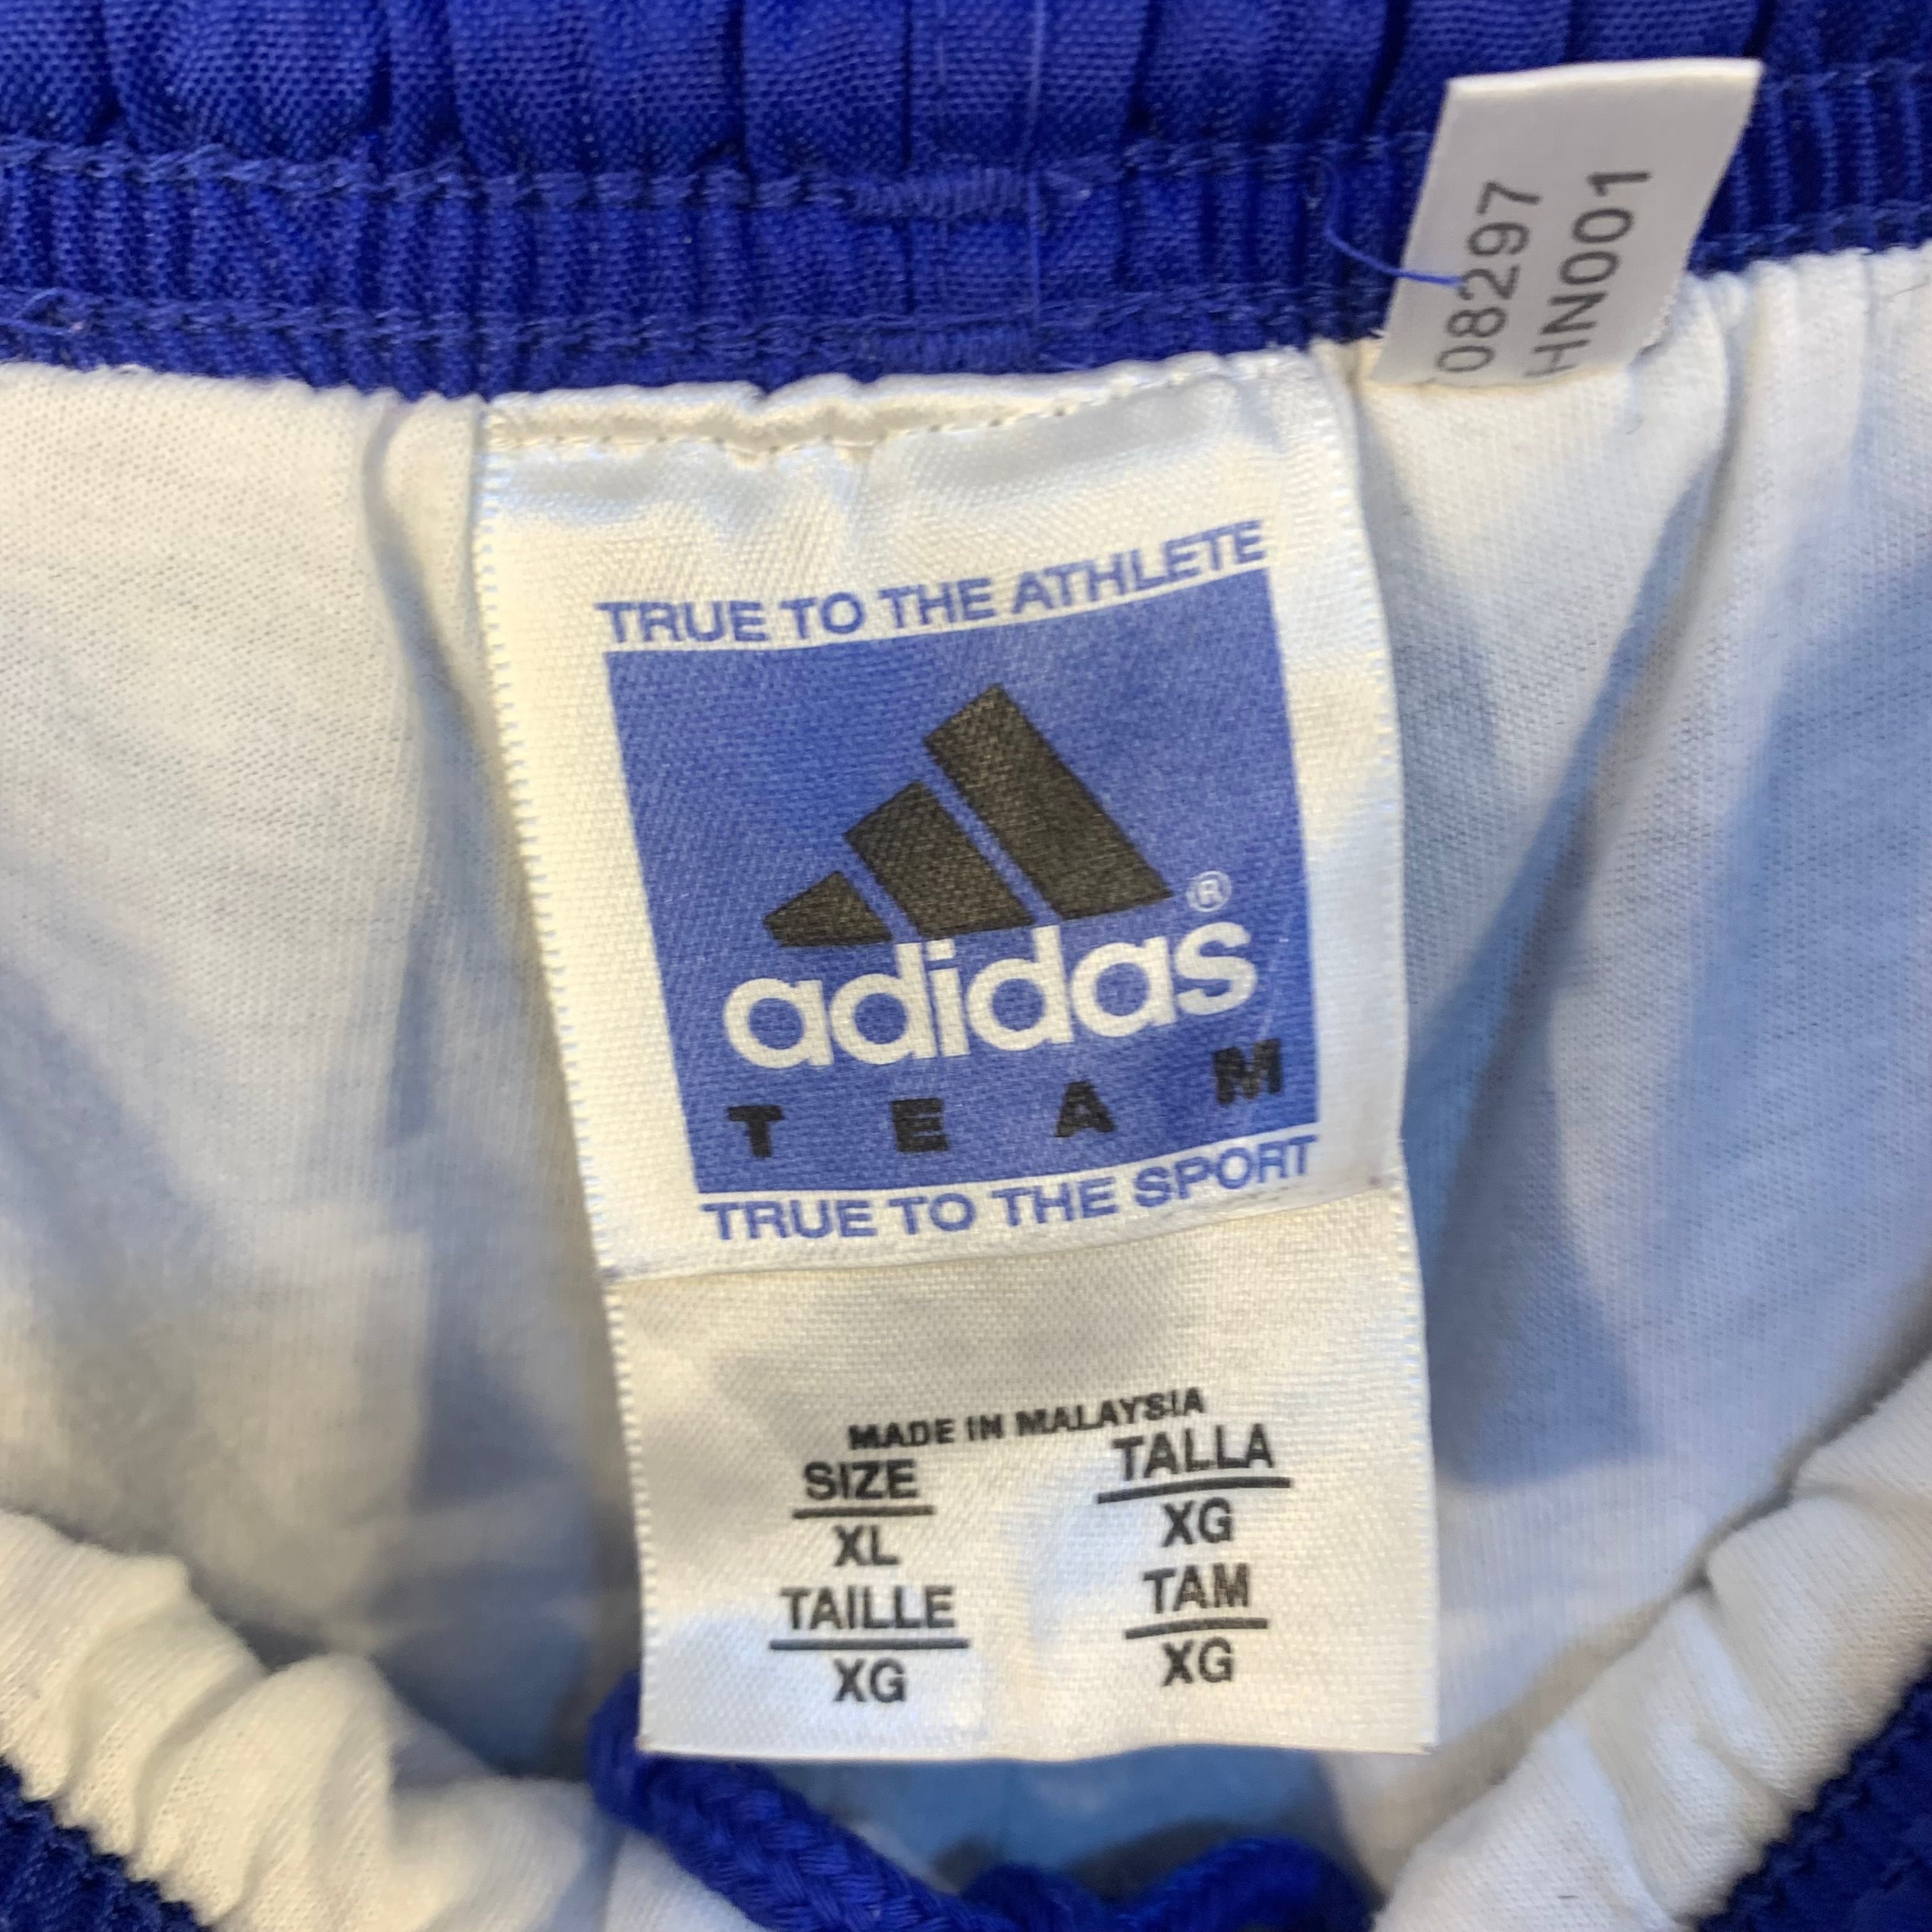 08297
HN001
TRUE TO THE ATHLETE
®
adidas
TEAM
TRUE TO THE SPORT
MADE IN MALAYSIA
SIZE TALLA
XL XG
TAILLE TAM
XG XG